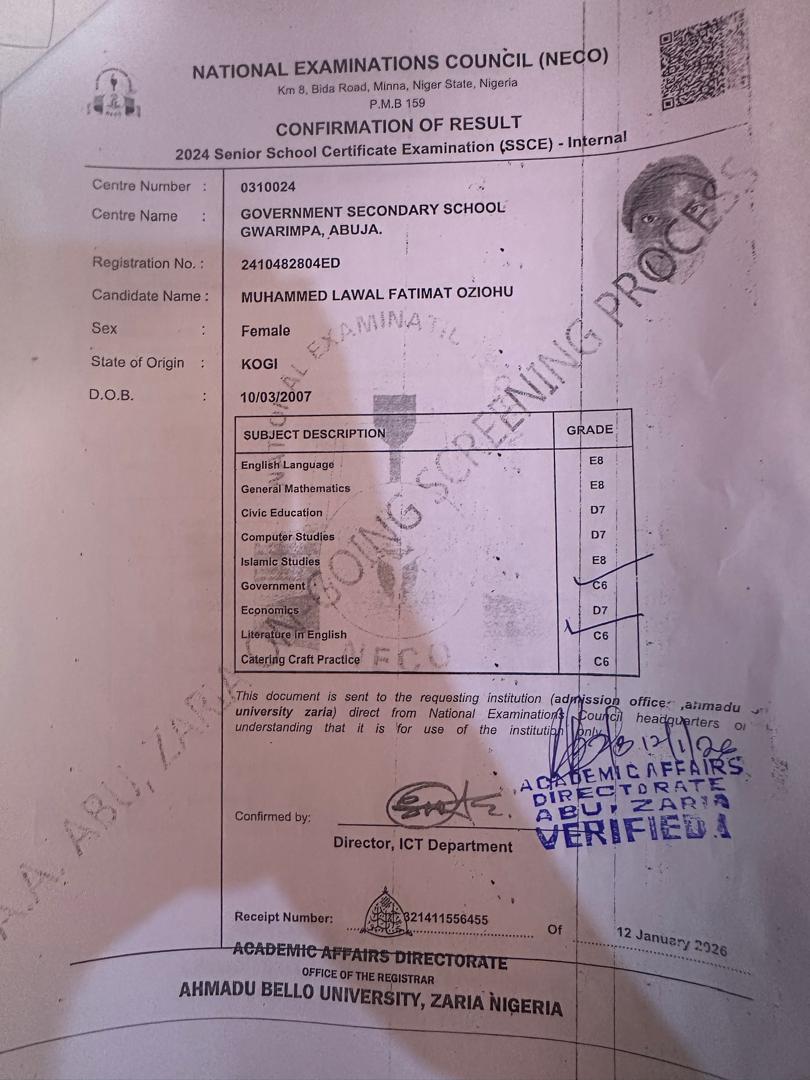 NATIONAL EXAMINATIONS COUNCIL (NECO)
Km 8, Bida Road, Minna, Niger State, Nigeria
P.M.B 159
CONFIRMATION OF RESULT
2024 Senior School Certificate Examination (SSCE) - Internal
Centre Number : 0310024
Centre Name : GOVERNMENT SECONDARY SCHOOL
GWARIMPA, ABUJA.
Registration No. : 2410482804ED
Candidate Name : MUHAMMED LAWAL FATIMAT OZIOHU
Sex : Female
State of Origin : KOGI
D.O.B. : 10/03/2007
SUBJECT DESCRIPTION GRADE
English Language E8
General Mathematics E8
Civic Education D7
Computer Studies D7
Islamic Studies E8
Government C6
Economics D7
Literature in English C6
Catering Craft Practice C6
NATIONAL EXAMINATI
NECO
A.A. ABU, ZARIA ON GOING SCREENING PROCESS
This document is sent to the requesting institution (admission office, ,ahmadu
university zaria) direct from National Examinations Council headquarters
understanding that it is for use of the institution only.
12/1/26
ACADEMIC AFFAIRS
DIRECTORATE
ABU, ZARIA
VERIFIED
Confirmed by:
Director, ICT Department
Receipt Number: 321411556455 Of 12 January 2026
ACADEMIC AFFAIRS DIRECTORATE
OFFICE OF THE REGISTRAR
AHMADU BELLO UNIVERSITY, ZARIA NIGERIA